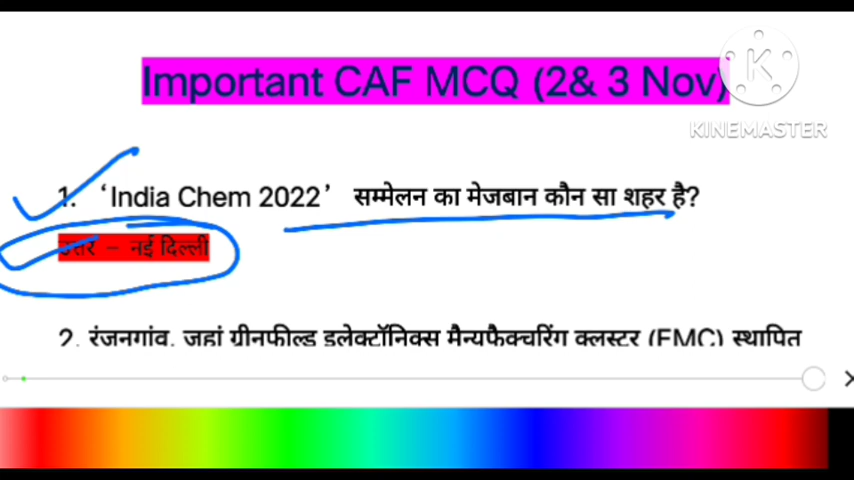 Important CAF MCQ (2& 3 Nov)
K
KINEMASTER
1. ‘India Chem 2022’ सम्मेलन का मेजबान कौन सा शहर है?
उत्तर – नई दिल्ली
2. रंजनगांव, जहां ग्रीनफील्ड इलेक्ट्रॉनिक्स मैन्युफैक्चरिंग क्लस्टर (EMC) स्थापित